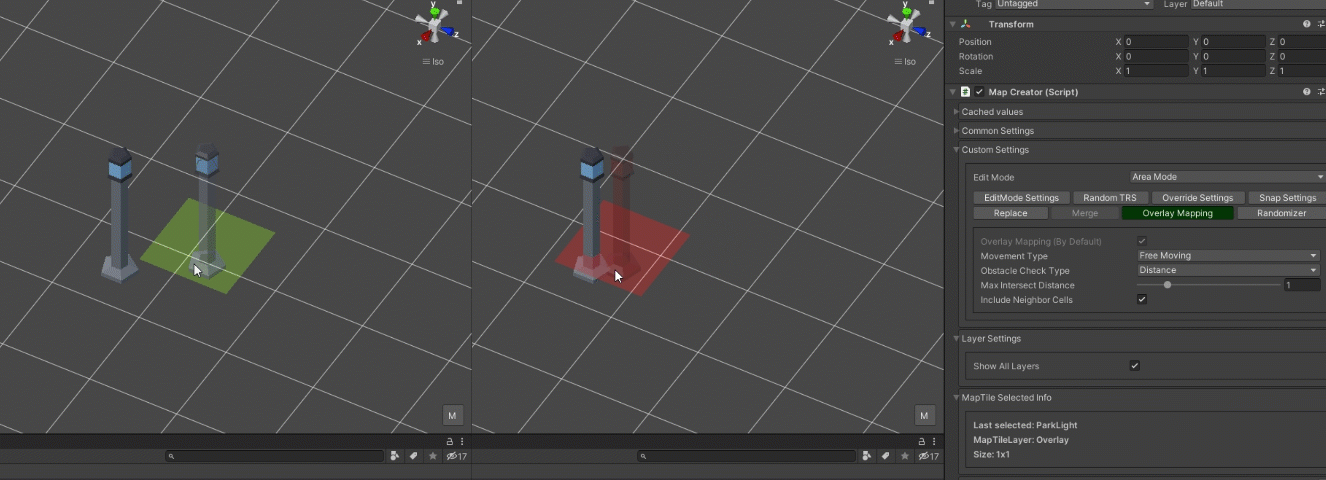 Tag Untagged Layer Default
y
x z
Iso
M
17
y
x z
Iso
M
17
Transform
Position X 0 Y 0 Z 0
Rotation X 0 Y 0 Z 0
Scale X 1 Y 1 Z 1
Map Creator (Script)
Cached values
Common Settings
Custom Settings
Edit Mode Area Mode
EditMode Settings Random TRS Override Settings Snap Settings
Replace Merge Overlay Mapping Randomizer
Overlay Mapping (By Default)
Movement Type Free Moving
Obstacle Check Type Distance
Max Intersect Distance 1
Include Neighbor Cells
Layer Settings
Show All Layers
MapTile Selected Info
Last selected: ParkLight
MapTileLayer: Overlay
Size: 1x1